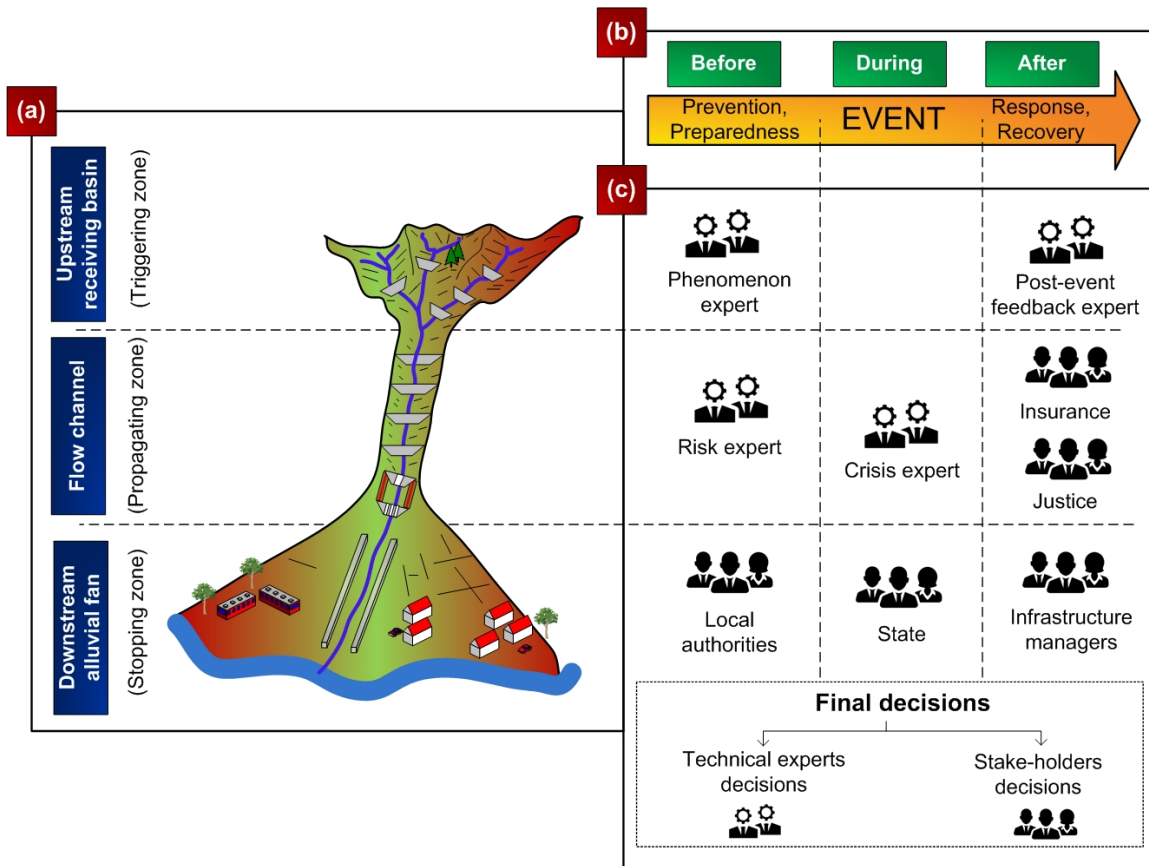 (a)
Upstream
receiving basin
(Triggering zone)
Flow channel
(Propagating zone)
Downstream
alluvial fan
(Stopping zone)
(b)
Before
During
After
Prevention,
Preparedness
EVENT
Response,
Recovery
(c)
Phenomenon
expert
Post-event
feedback expert
Risk expert
Crisis expert
Insurance
Justice
Local
authorities
State
Infrastructure
managers
Final decisions
Technical experts
decisions
Stake-holders
decisions